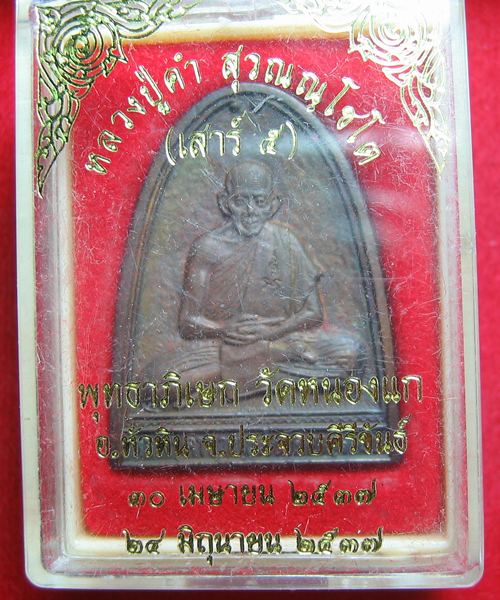 หลวงปู่คำ สุวณณโชโต
(เสาร์ ๕)
พุทธาภิเษก วัดหนองแก
อ.หัวหิน จ.ประจวบคีรีขันธ์
๓๐ เมษายน ๒๕๓๗
๒๔ มิถุนายน ๒๕๓๗